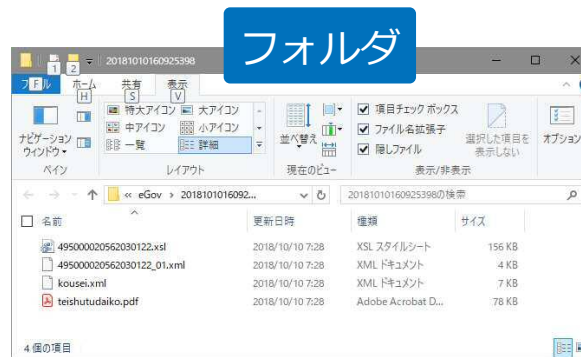 フォルダ
1 2 20181010160925398
ファイル ホーム 共有 表示
F H S V
ナビゲーション ウィンドウ
特大アイコン 大アイコン
中アイコン 小アイコン
一覧 詳細
並べ替え
項目チェック ボックス
ファイル名拡張子
隠しファイル
選択した項目を 表示しない
オプション
ペイン レイアウト 現在のビュー 表示/非表示
« eGov › 2018101016092... 20181010160925398の検索
名前 更新日時 種類 サイズ
495000020562030122.xsl 2018/10/10 7:28 XSL スタイルシート 156 KB
495000020562030122_01.xml 2018/10/10 7:28 XML ドキュメント 4 KB
kousei.xml 2018/10/10 7:28 XML ドキュメント 7 KB
teishutudaiko.pdf 2018/10/10 7:28 Adobe Acrobat D... 78 KB
4 個の項目